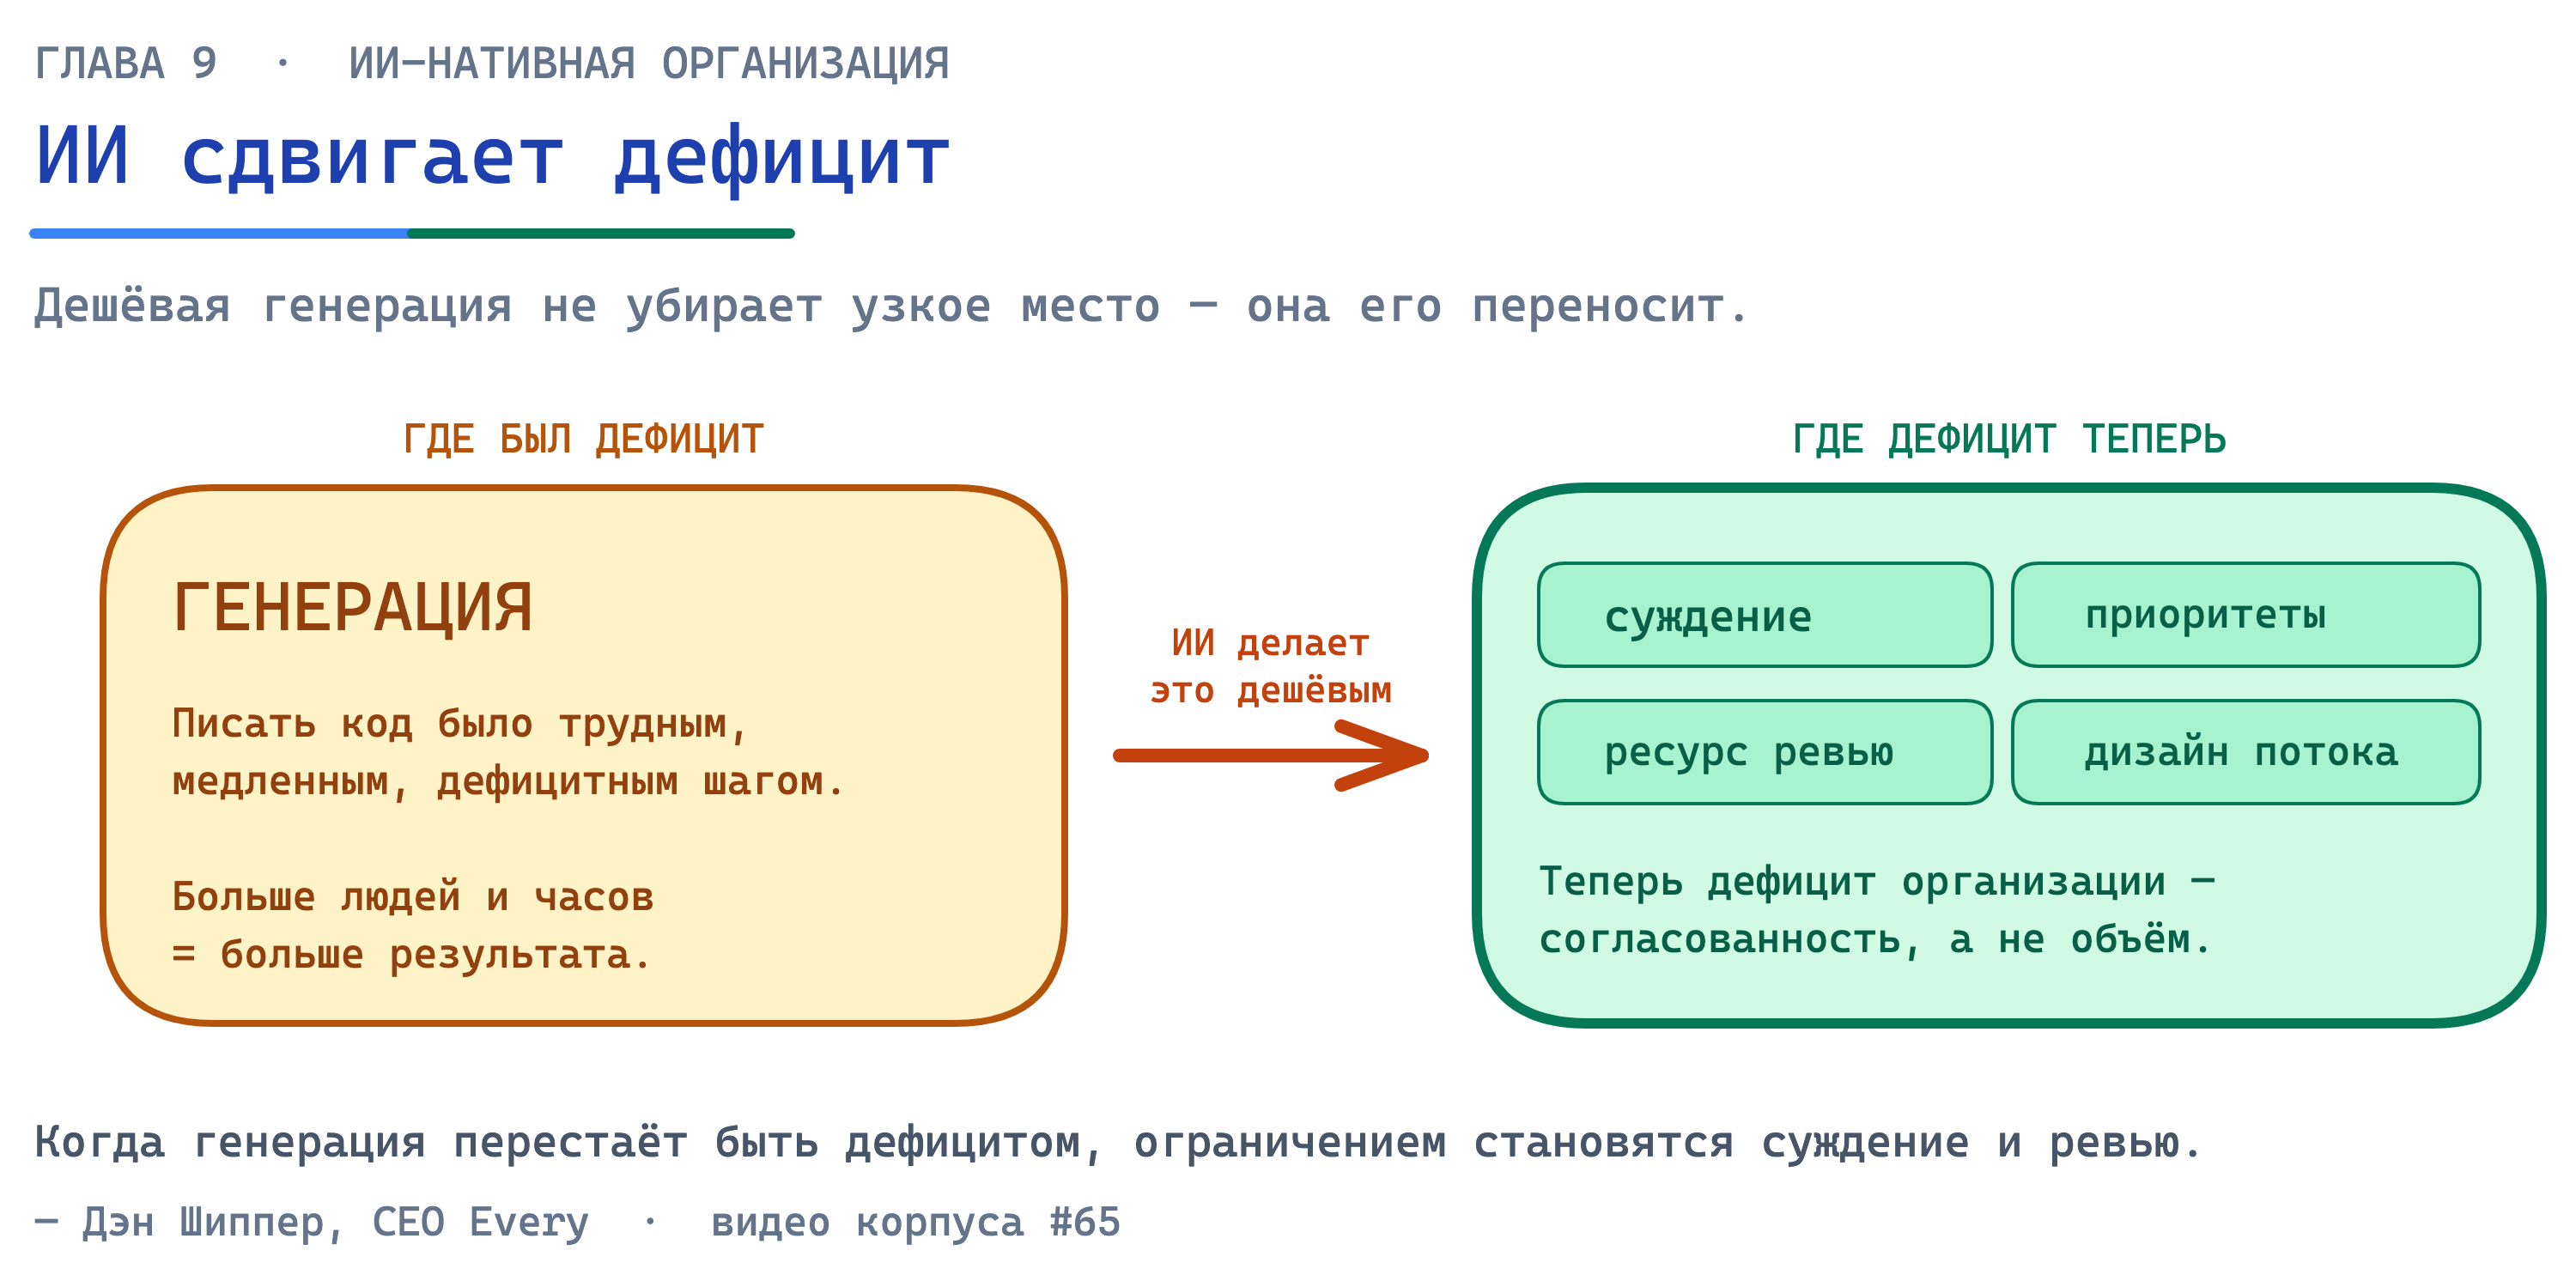 ГЛАВА 9 · ИИ–НАТИВНАЯ ОРГАНИЗАЦИЯ
ИИ сдвигает дефицит
Дешёвая генерация не убирает узкое место — она его переносит.
ГДЕ БЫЛ ДЕФИЦИТ
ГЕНЕРАЦИЯ
Писать код было трудным,
медленным, дефицитным шагом.
Больше людей и часов
= больше результата.
ИИ делает
это дешёвым
ГДЕ ДЕФИЦИТ ТЕПЕРЬ
суждение
приоритеты
ресурс ревью
дизайн потока
Теперь дефицит организации —
согласованность, а не объём.
Когда генерация перестаёт быть дефицитом, ограничением становятся суждение и ревью.
— Дэн Шиппер, CEO Every · видео корпуса #65